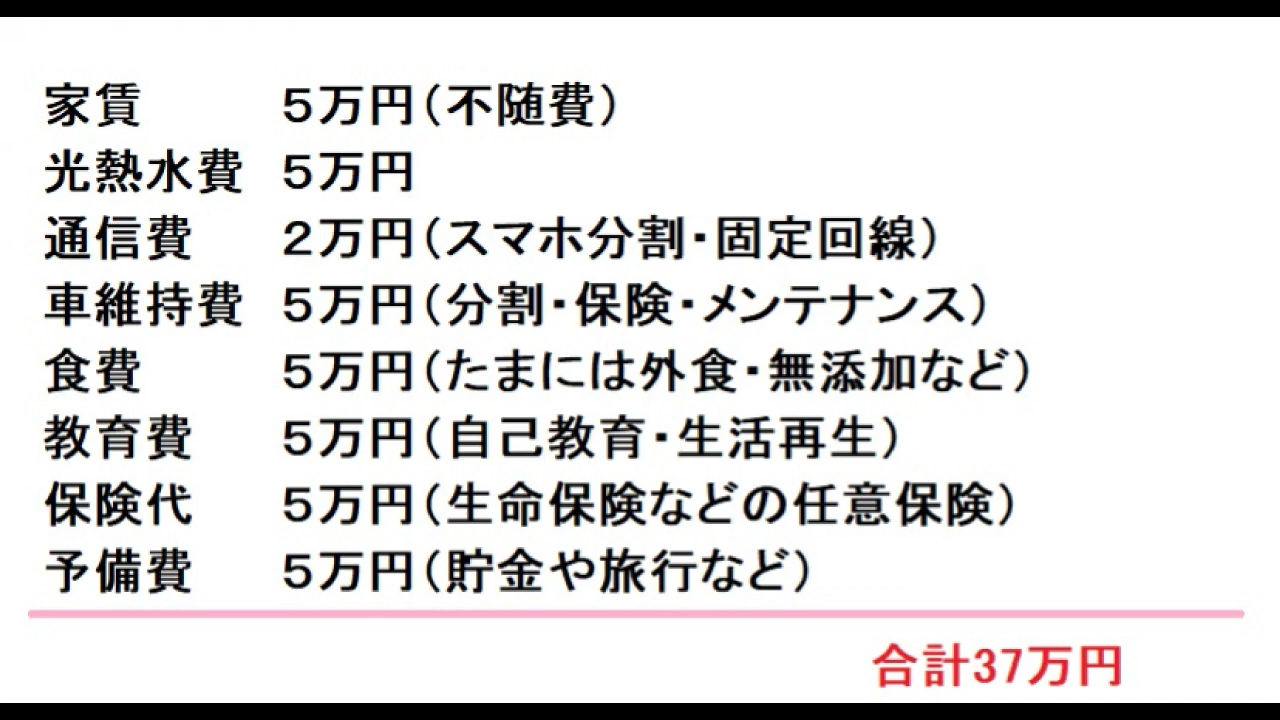 家賃 5万円(不随費)
光熱水費 5万円
通信費 2万円(スマホ分割・固定回線)
車維持費 5万円(分割・保険・メンテナンス)
食費 5万円(たまには外食・無添加など)
教育費 5万円(自己教育・生活再生)
保険代 5万円(生命保険などの任意保険)
予備費 5万円(貯金や旅行など)
合計37万円